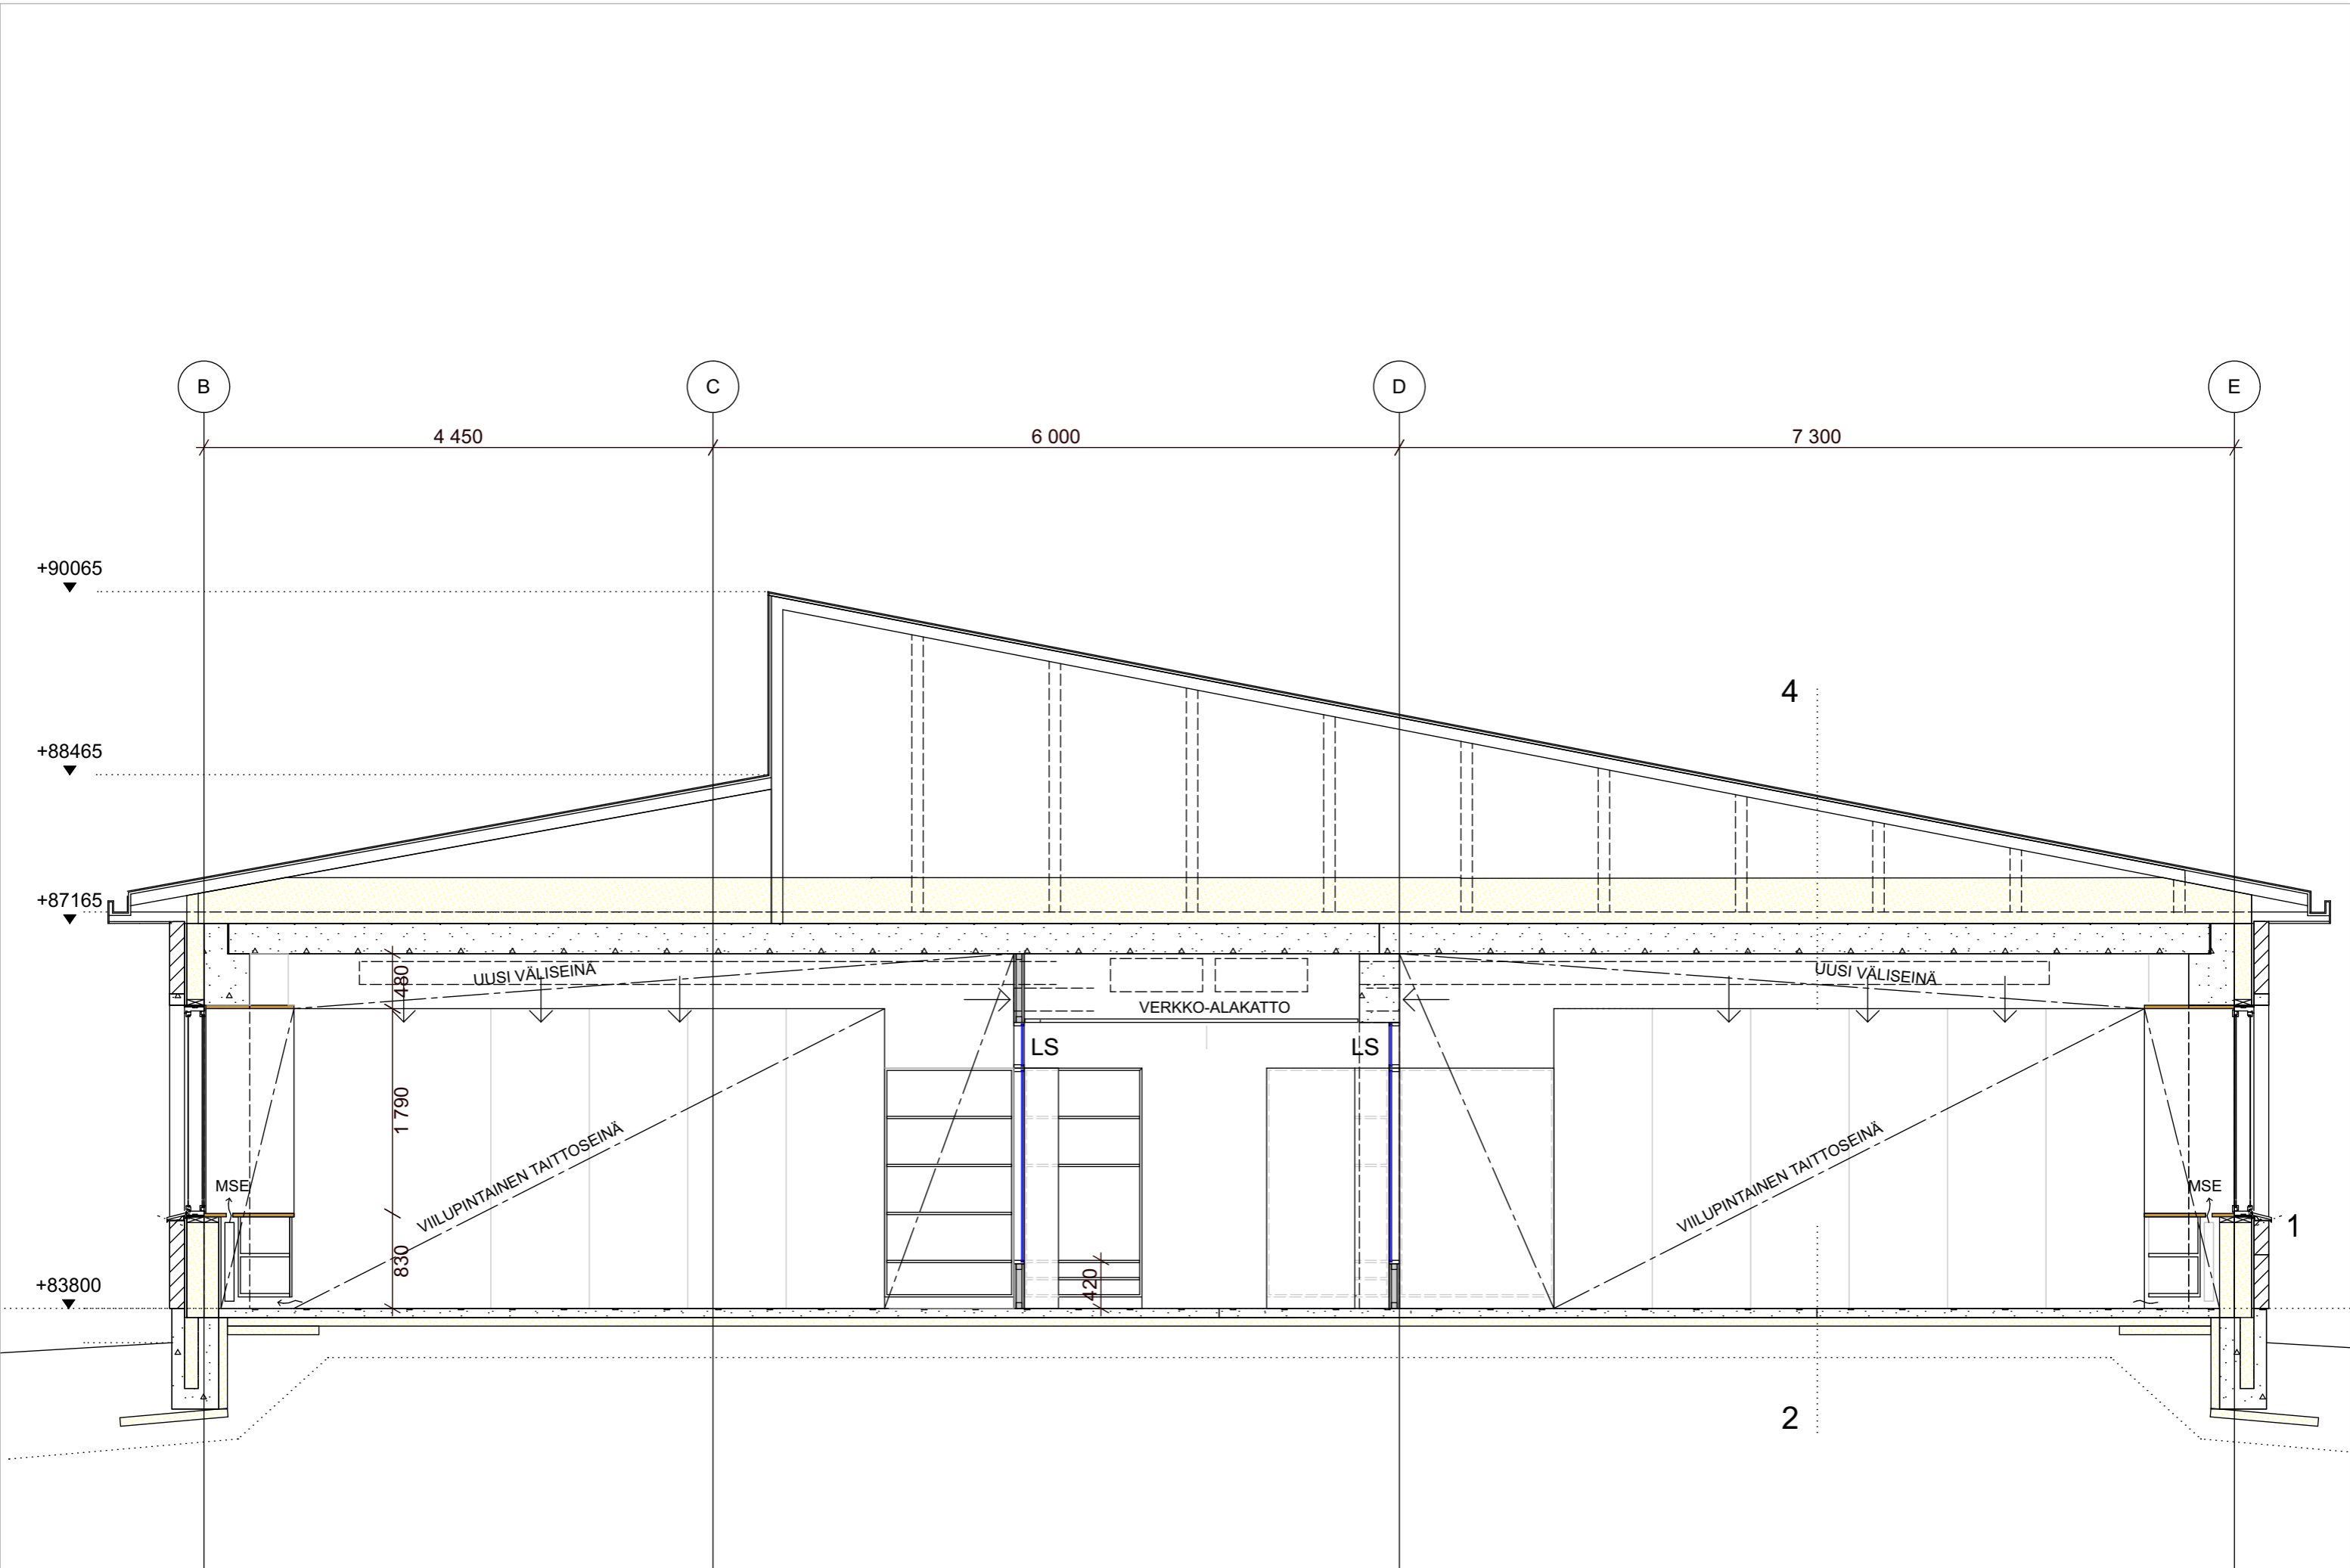 B
C
D
E
4 450
6 000
7 300
+90065
4
+88465
+87165
480
UUSI VÄLISEINÄ
UUSI VÄLISEINÄ
VERKKO-ALAKATTO
LS
LS
1 790
VIILUPINTAINEN TAITTOSEINÄ
VIILUPINTAINEN TAITTOSEINÄ
MSE
MSE
1
830
420
+83800
2